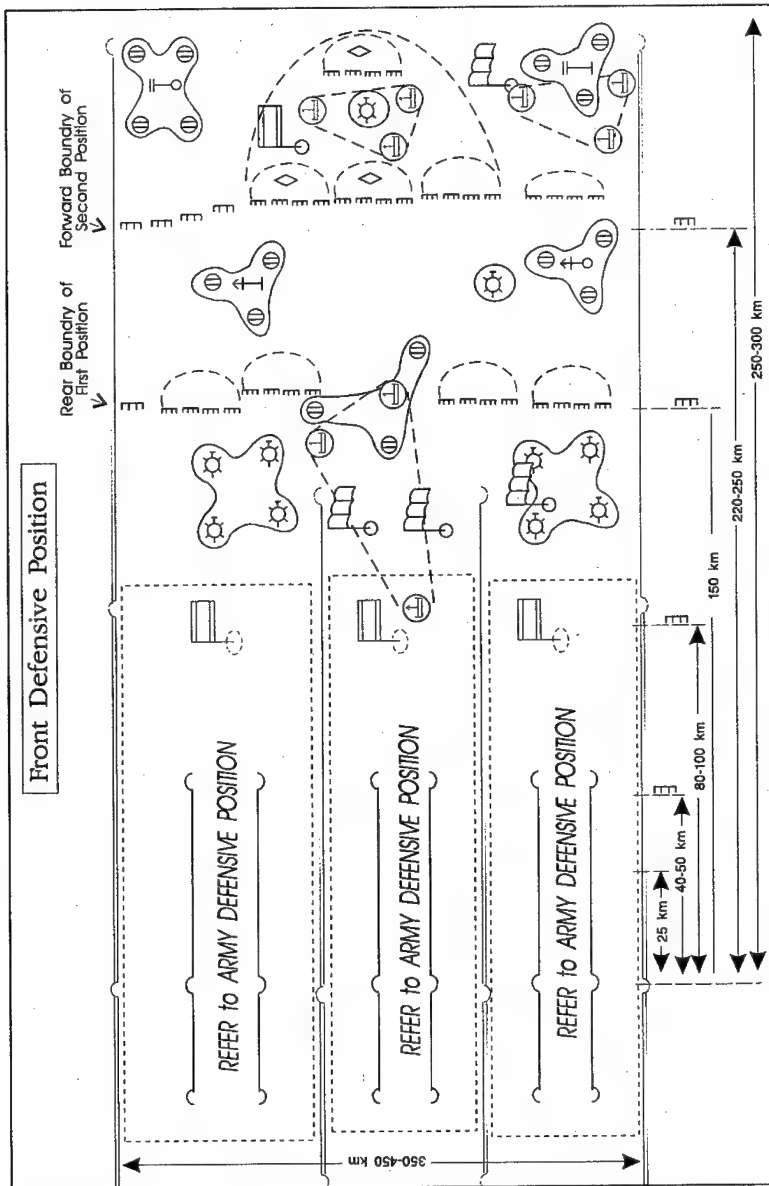 Front Defensive Position
Rear Boundry of
First Position
Forward Boundry of
Second Position
REFER to ARMY DEFENSIVE POSITION
REFER to ARMY DEFENSIVE POSITION
REFER to ARMY DEFENSIVE POSITION
350-450 km
25 km
40-50 km
80-100 km
150 km
220-250 km
250-300 km